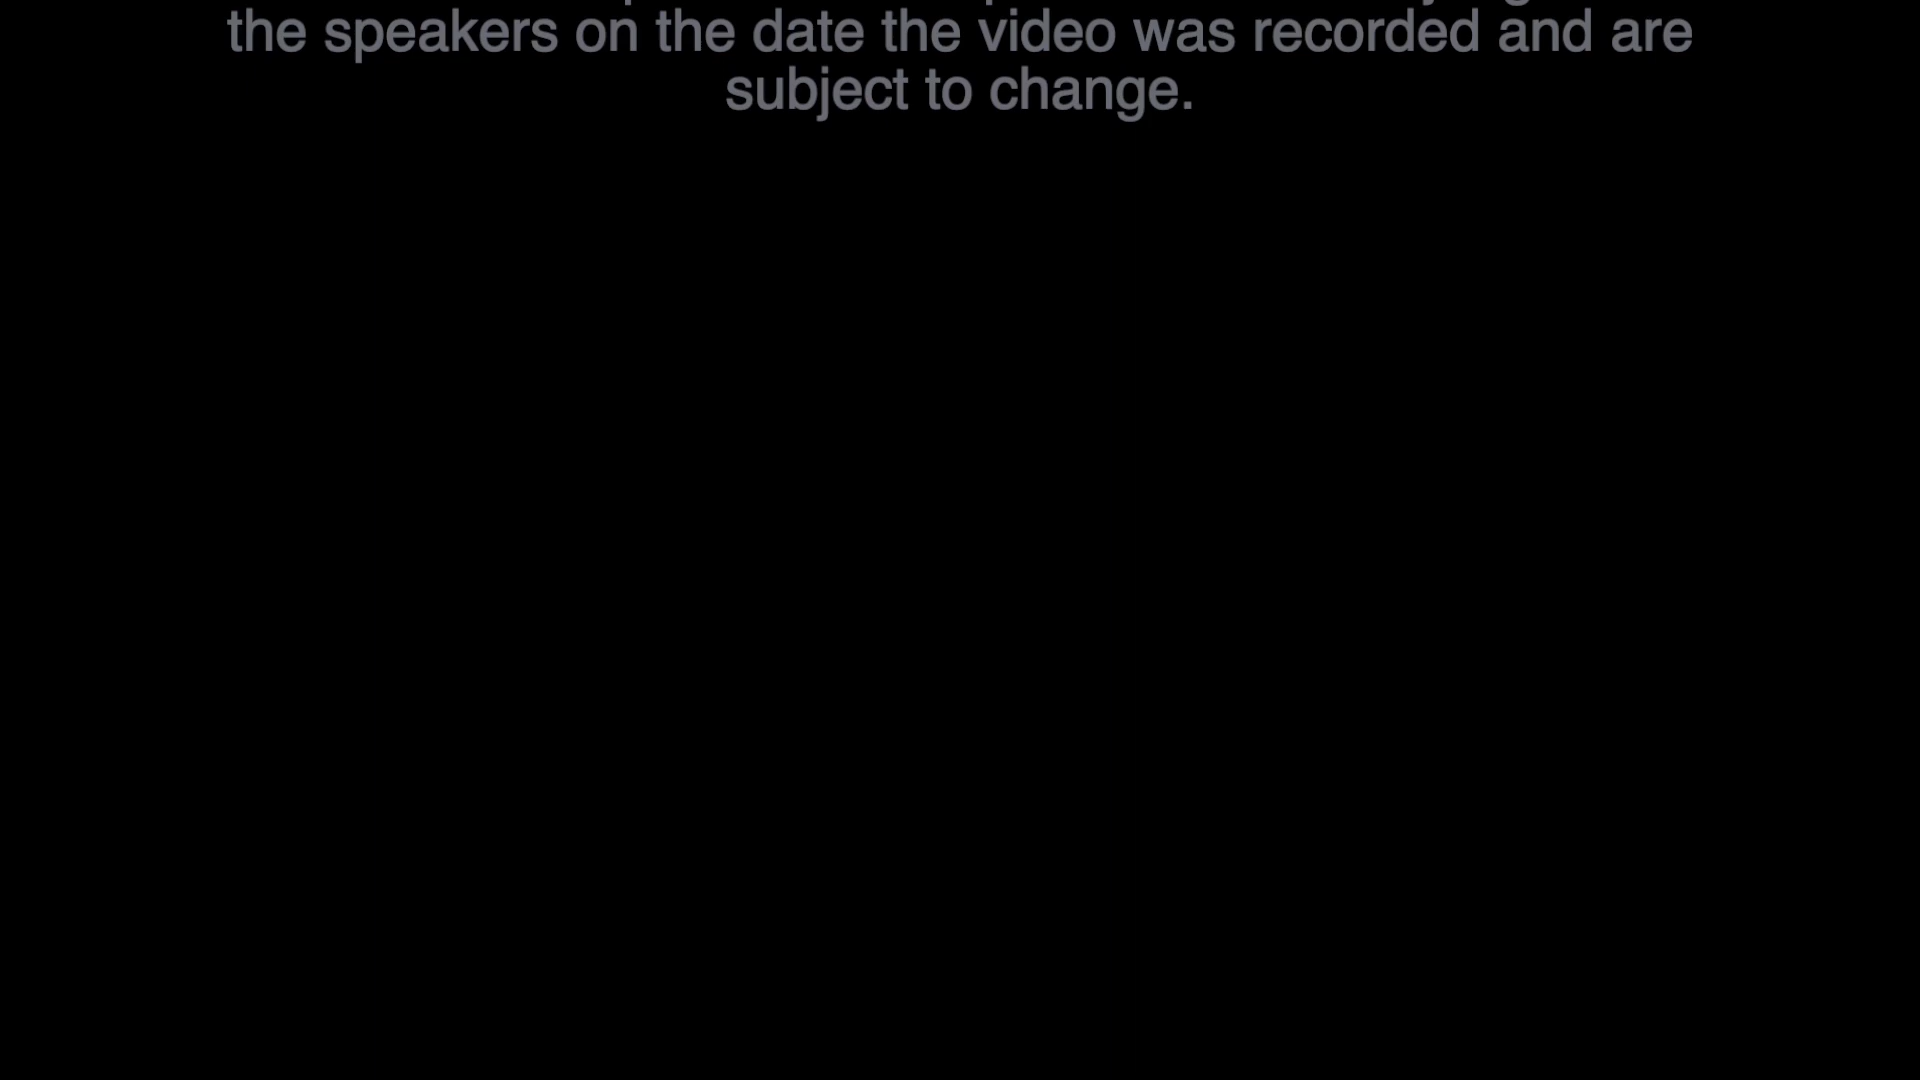 the speakers on the date the video was recorded and are
subject to change.